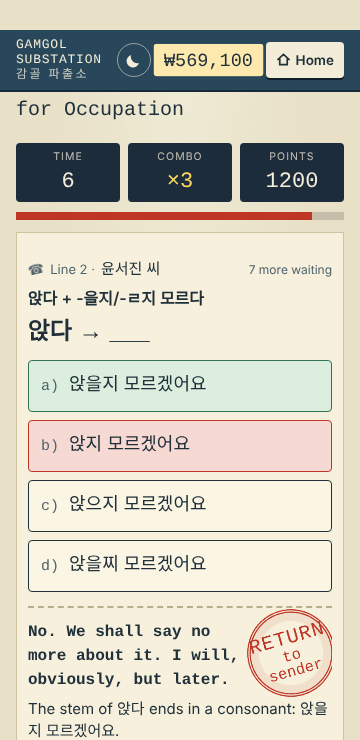 GAMGOL
SUBSTATION
감골 파출소
₩569,100
Home
for Occupation
TIME
6
COMBO
×3
POINTS
1200
☎ Line 2 · 윤서진 씨
7 more waiting
앉다 + -을지/-ㄹ지 모르다
앉다 → ___
a) 앉을지 모르겠어요
b) 앉지 모르겠어요
c) 앉으지 모르겠어요
d) 앉을찌 모르겠어요
No. We shall say no
more about it. I will,
obviously, but later.
RETURN
to
sender
The stem of 앉다 ends in a consonant: 앉을
지 모르겠어요.